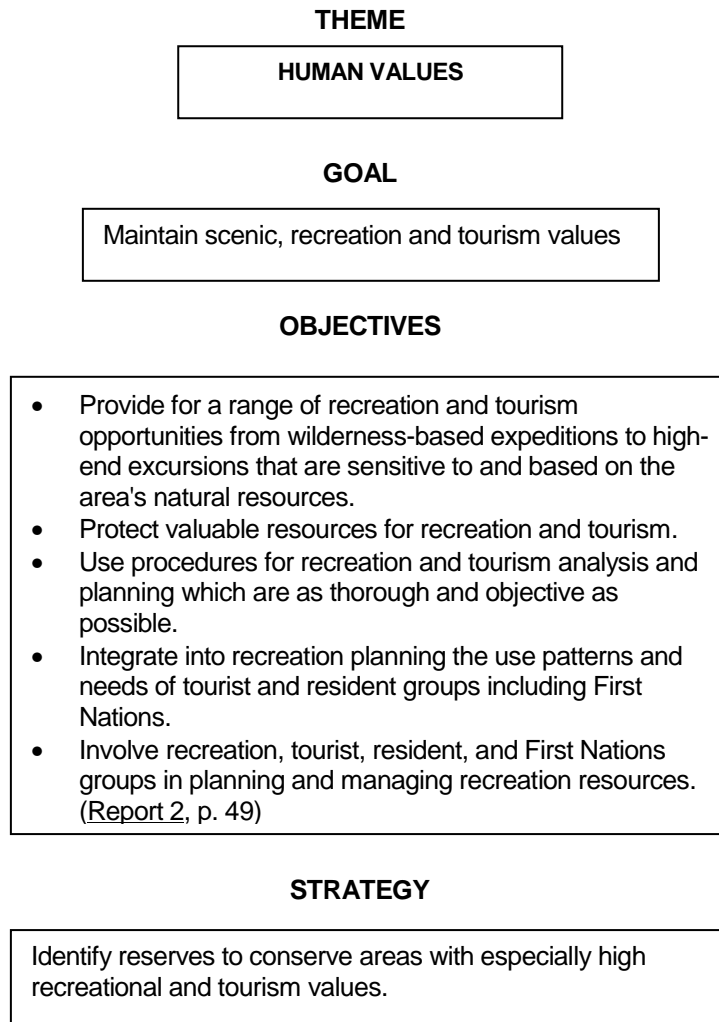 THEME
HUMAN VALUES
GOAL
Maintain scenic, recreation and tourism values
OBJECTIVES
• Provide for a range of recreation and tourism
opportunities from wilderness-based expeditions to high-
end excursions that are sensitive to and based on the
area's natural resources.
• Protect valuable resources for recreation and tourism.
• Use procedures for recreation and tourism analysis and
planning which are as thorough and objective as
possible.
• Integrate into recreation planning the use patterns and
needs of tourist and resident groups including First
Nations.
• Involve recreation, tourist, resident, and First Nations
groups in planning and managing recreation resources.
(Report 2, p. 49)
STRATEGY
Identify reserves to conserve areas with especially high
recreational and tourism values.